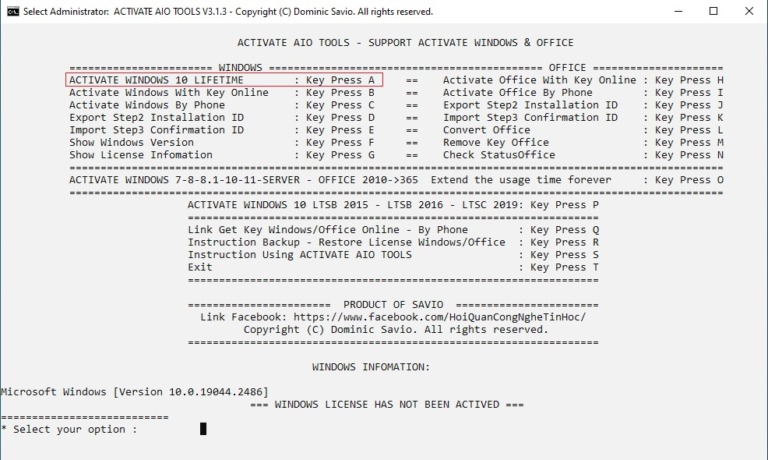 Select Administrator: ACTIVATE AIO TOOLS V3.1.3 - Copyright (C) Dominic Savio. All rights reserved.
ACTIVATE AIO TOOLS - SUPPORT ACTIVATE WINDOWS & OFFICE
====================== WINDOWS ========================================== OFFICE ====================
ACTIVATE WINDOWS 10 LIFETIME : Key Press A == Activate Office With Key Online : Key Press H
Activate Windows With Key Online : Key Press B == Activate Office By Phone : Key Press I
Activate Windows By Phone : Key Press C == Export Step2 Installation ID : Key Press J
Export Step2 Installation ID : Key Press D == Import Step3 Confirmation ID : Key Press K
Import Step3 Confirmation ID : Key Press E == Convert Office : Key Press L
Show Windows Version : Key Press F == Remove Key Office : Key Press M
Show License Infomation : Key Press G == Check StatusOffice : Key Press N
=========================================================================================================
ACTIVATE WINDOWS 7-8-8.1-10-11-SERVER - OFFICE 2010->365 Extend the usage time forever : Key Press O
=========================================================================================================
ACTIVATE WINDOWS 10 LTSB 2015 - LTSB 2016 - LTSC 2019: Key Press P
==================================================================
Link Get Key Windows/Office Online - By Phone : Key Press Q
Instruction Backup - Restore License Windows/Office : Key Press R
Instruction Using ACTIVATE AIO TOOLS : Key Press S
Exit : Key Press T
==================================================================
======================= PRODUCT OF SAVIO =======================
Link Facebook: https://www.facebook.com/HoiQuanCongNgheTinHoc/
Copyright (C) Dominic Savio. All rights reserved.
==================================================================
WINDOWS INFOMATION:
Microsoft Windows [Version 10.0.19044.2486]
=== WINDOWS LICENSE HAS NOT BEEN ACTIVED ===
===========================
* Select your option :